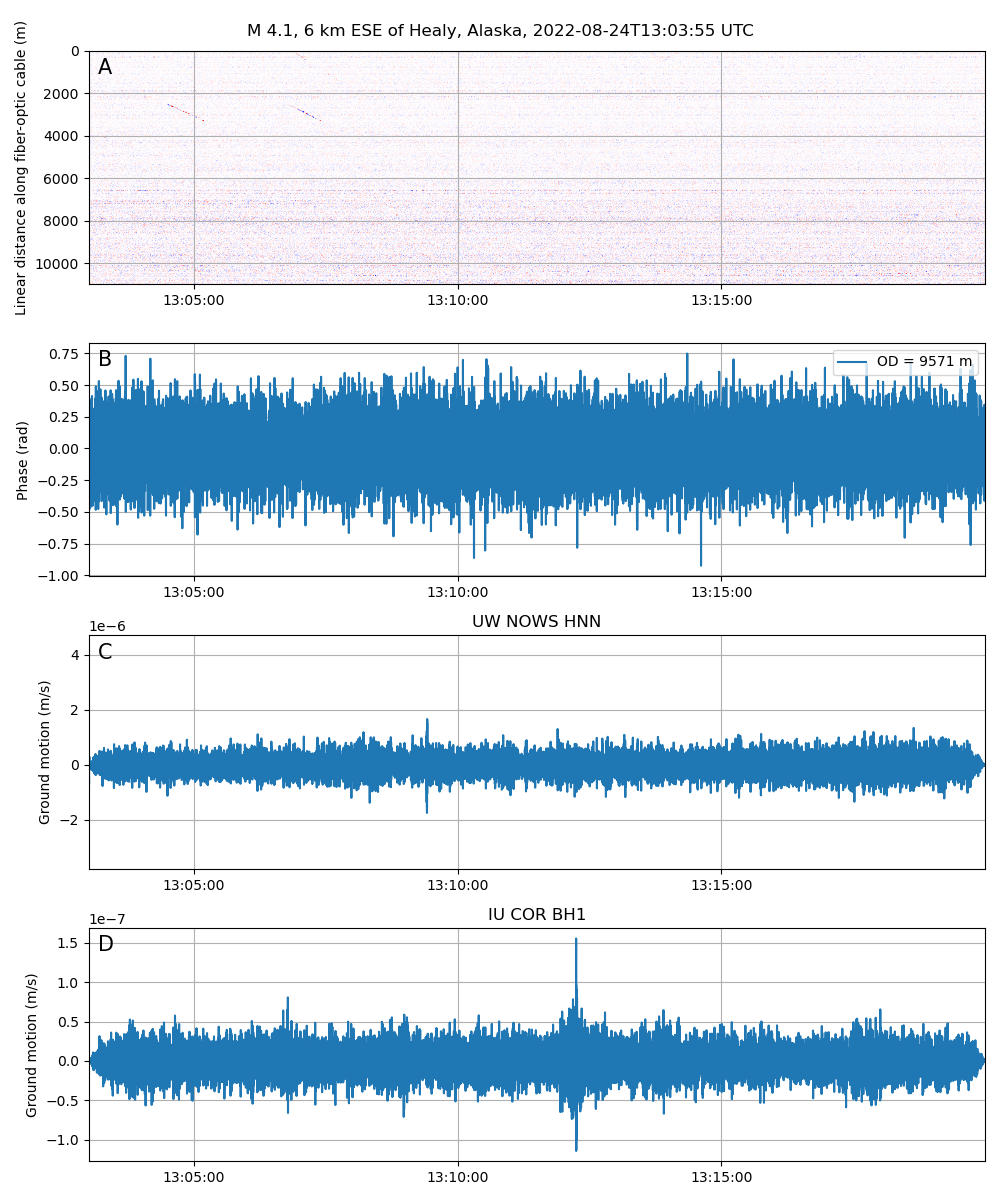 M 4.1, 6 km ESE of Healy, Alaska, 2022-08-24T13:03:55 UTC
A
Linear distance along fiber-optic cable (m)
0
2000
4000
6000
8000
10000
13:05:00 13:10:00 13:15:00
B
OD = 9571 m
Phase (rad)
0.75
0.50
0.25
0.00
−0.25
−0.50
−0.75
−1.00
13:05:00 13:10:00 13:15:00
UW NOWS HNN
1e−6
C
Ground motion (m/s)
4
2
0
−2
13:05:00 13:10:00 13:15:00
IU COR BH1
1e−7
D
Ground motion (m/s)
1.5
1.0
0.5
0.0
−0.5
−1.0
13:05:00 13:10:00 13:15:00